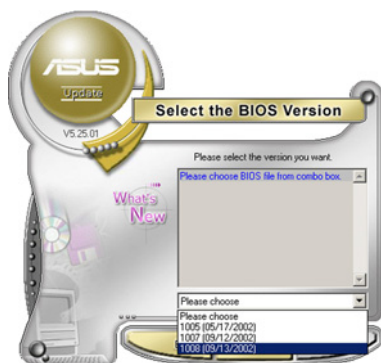 ASUS
Update
V5.25.01
Select the BIOS Version
Please select the version you want.
What's
New
Please choose BIOS file from combo box.
Please choose
Please choose
1005 (05/17/2002)
1007 (09/12/2002)
1008 (09/13/2002)